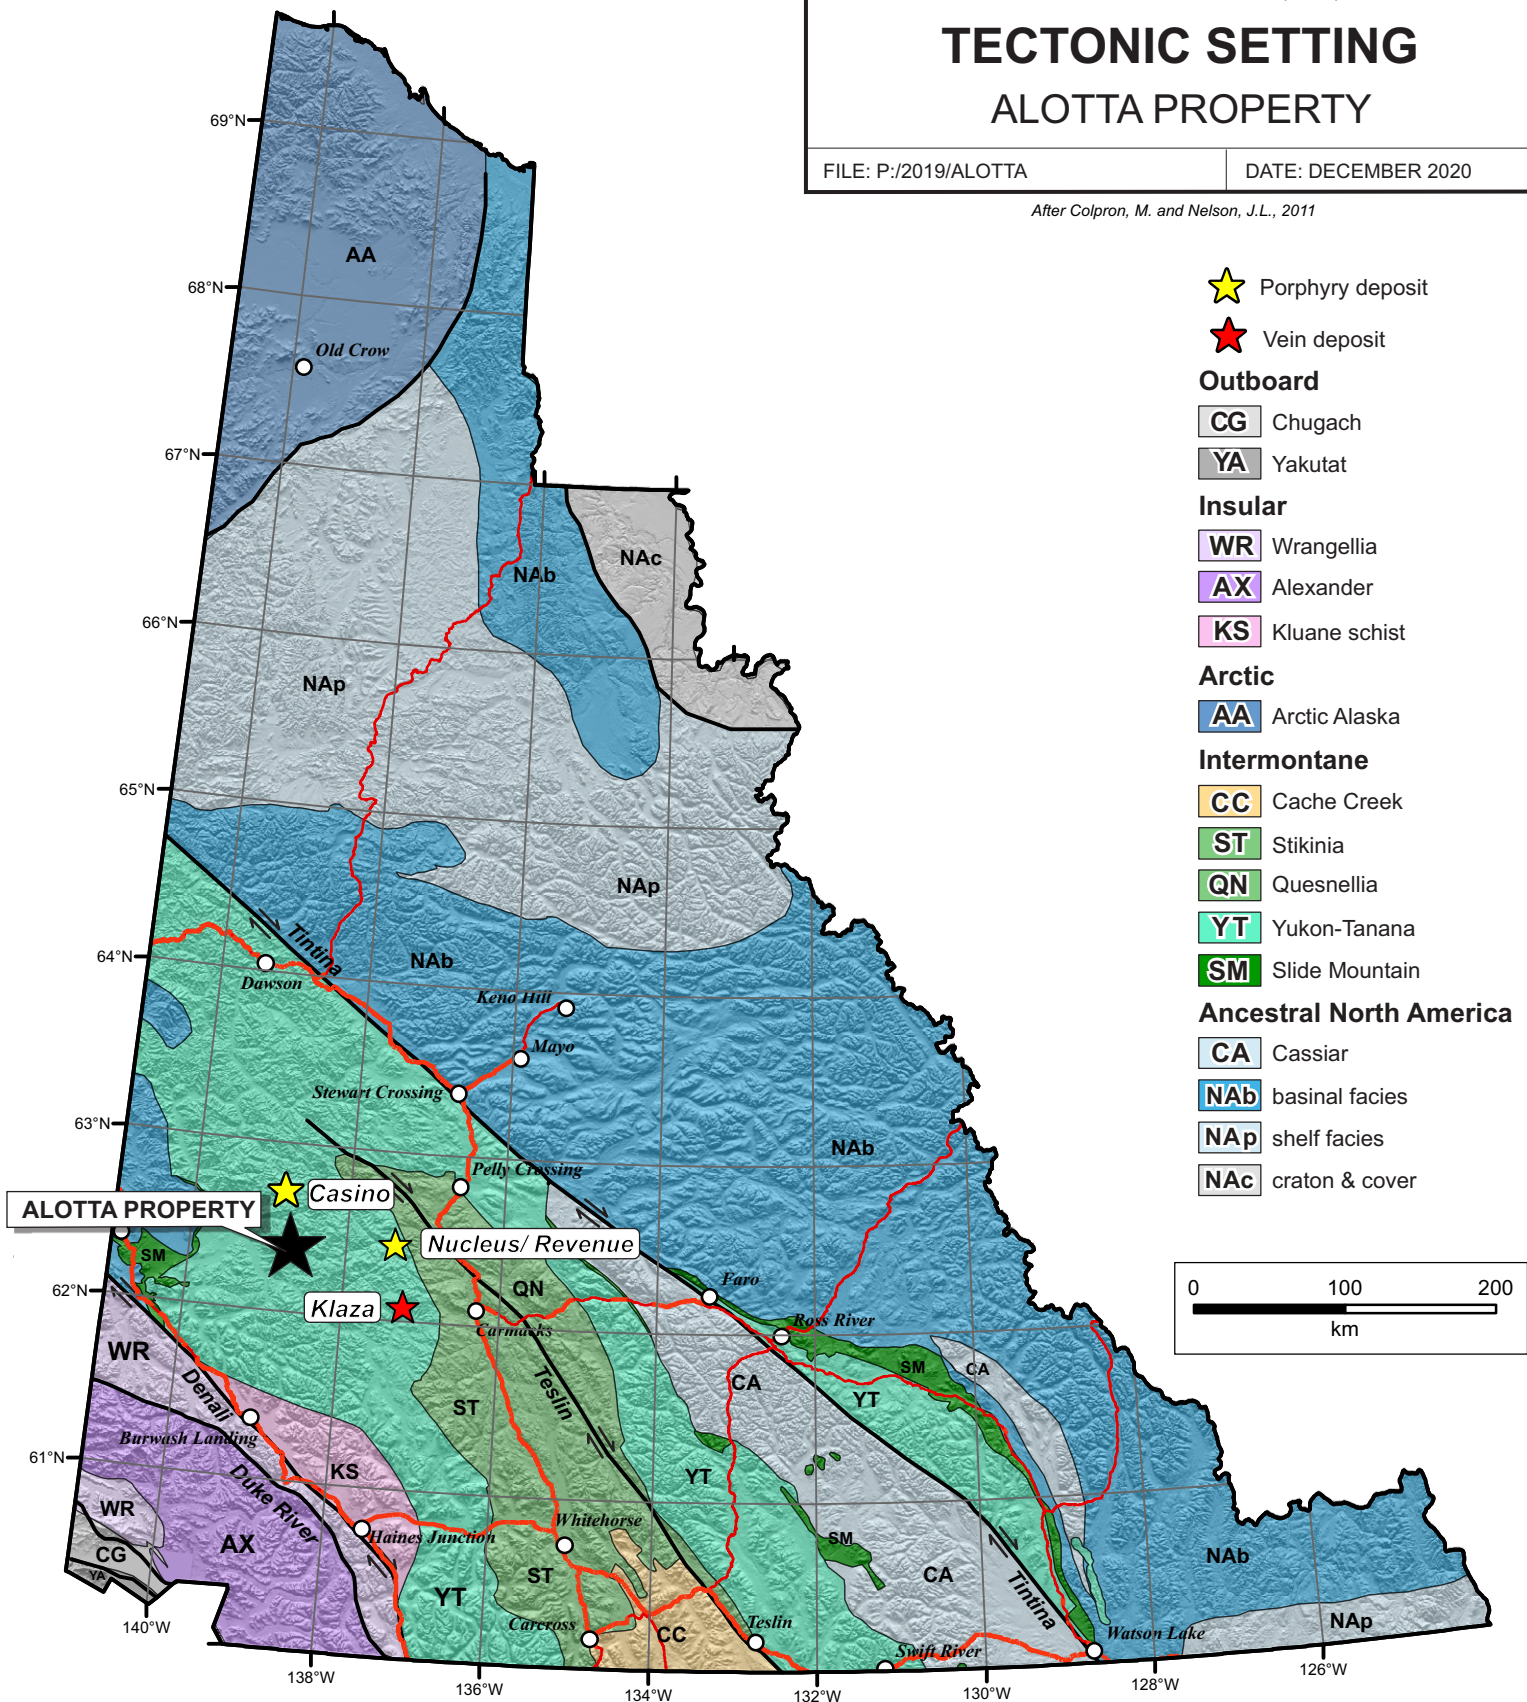 TECTONIC SETTING
ALOTTA PROPERTY
FILE: P:/2019/ALOTTA
DATE: DECEMBER 2020
After Colpron, M. and Nelson, J.L., 2011
Porphyry deposit
Vein deposit
Outboard
CG Chugach
YA Yakutat
Insular
WR Wrangellia
AX Alexander
KS Kluane schist
Arctic
AA Arctic Alaska
Intermontane
CC Cache Creek
ST Stikinia
QN Quesnellia
YT Yukon-Tanana
SM Slide Mountain
Ancestral North America
CA Cassiar
NAb basinal facies
NAp shelf facies
NAc craton & cover
0 100 200
km
69°N
68°N
67°N
66°N
65°N
64°N
63°N
62°N
61°N
140°W
138°W
136°W
134°W
132°W
130°W
128°W
126°W
AA
Old Crow
NAc
NAb
NAp
NAp
Tintina
NAb
Dawson
Keno Hill
Mayo
Stewart Crossing
NAb
Pelly Crossing
Casino
ALOTTA PROPERTY
Nucleus/ Revenue
SM
QN
Faro
Klaza
Carmacks
Ross River
WR
Denali
Teslin
CA
SM
CA
YT
ST
Burwash Landing
KS
YT
Duke River
WR
Whitehorse
Haines Junction
AX
SM
CG
YA
NAb
ST
CA
YT
Tintina
Carcross
CC
Teslin
Swift River
Watson Lake
NAp